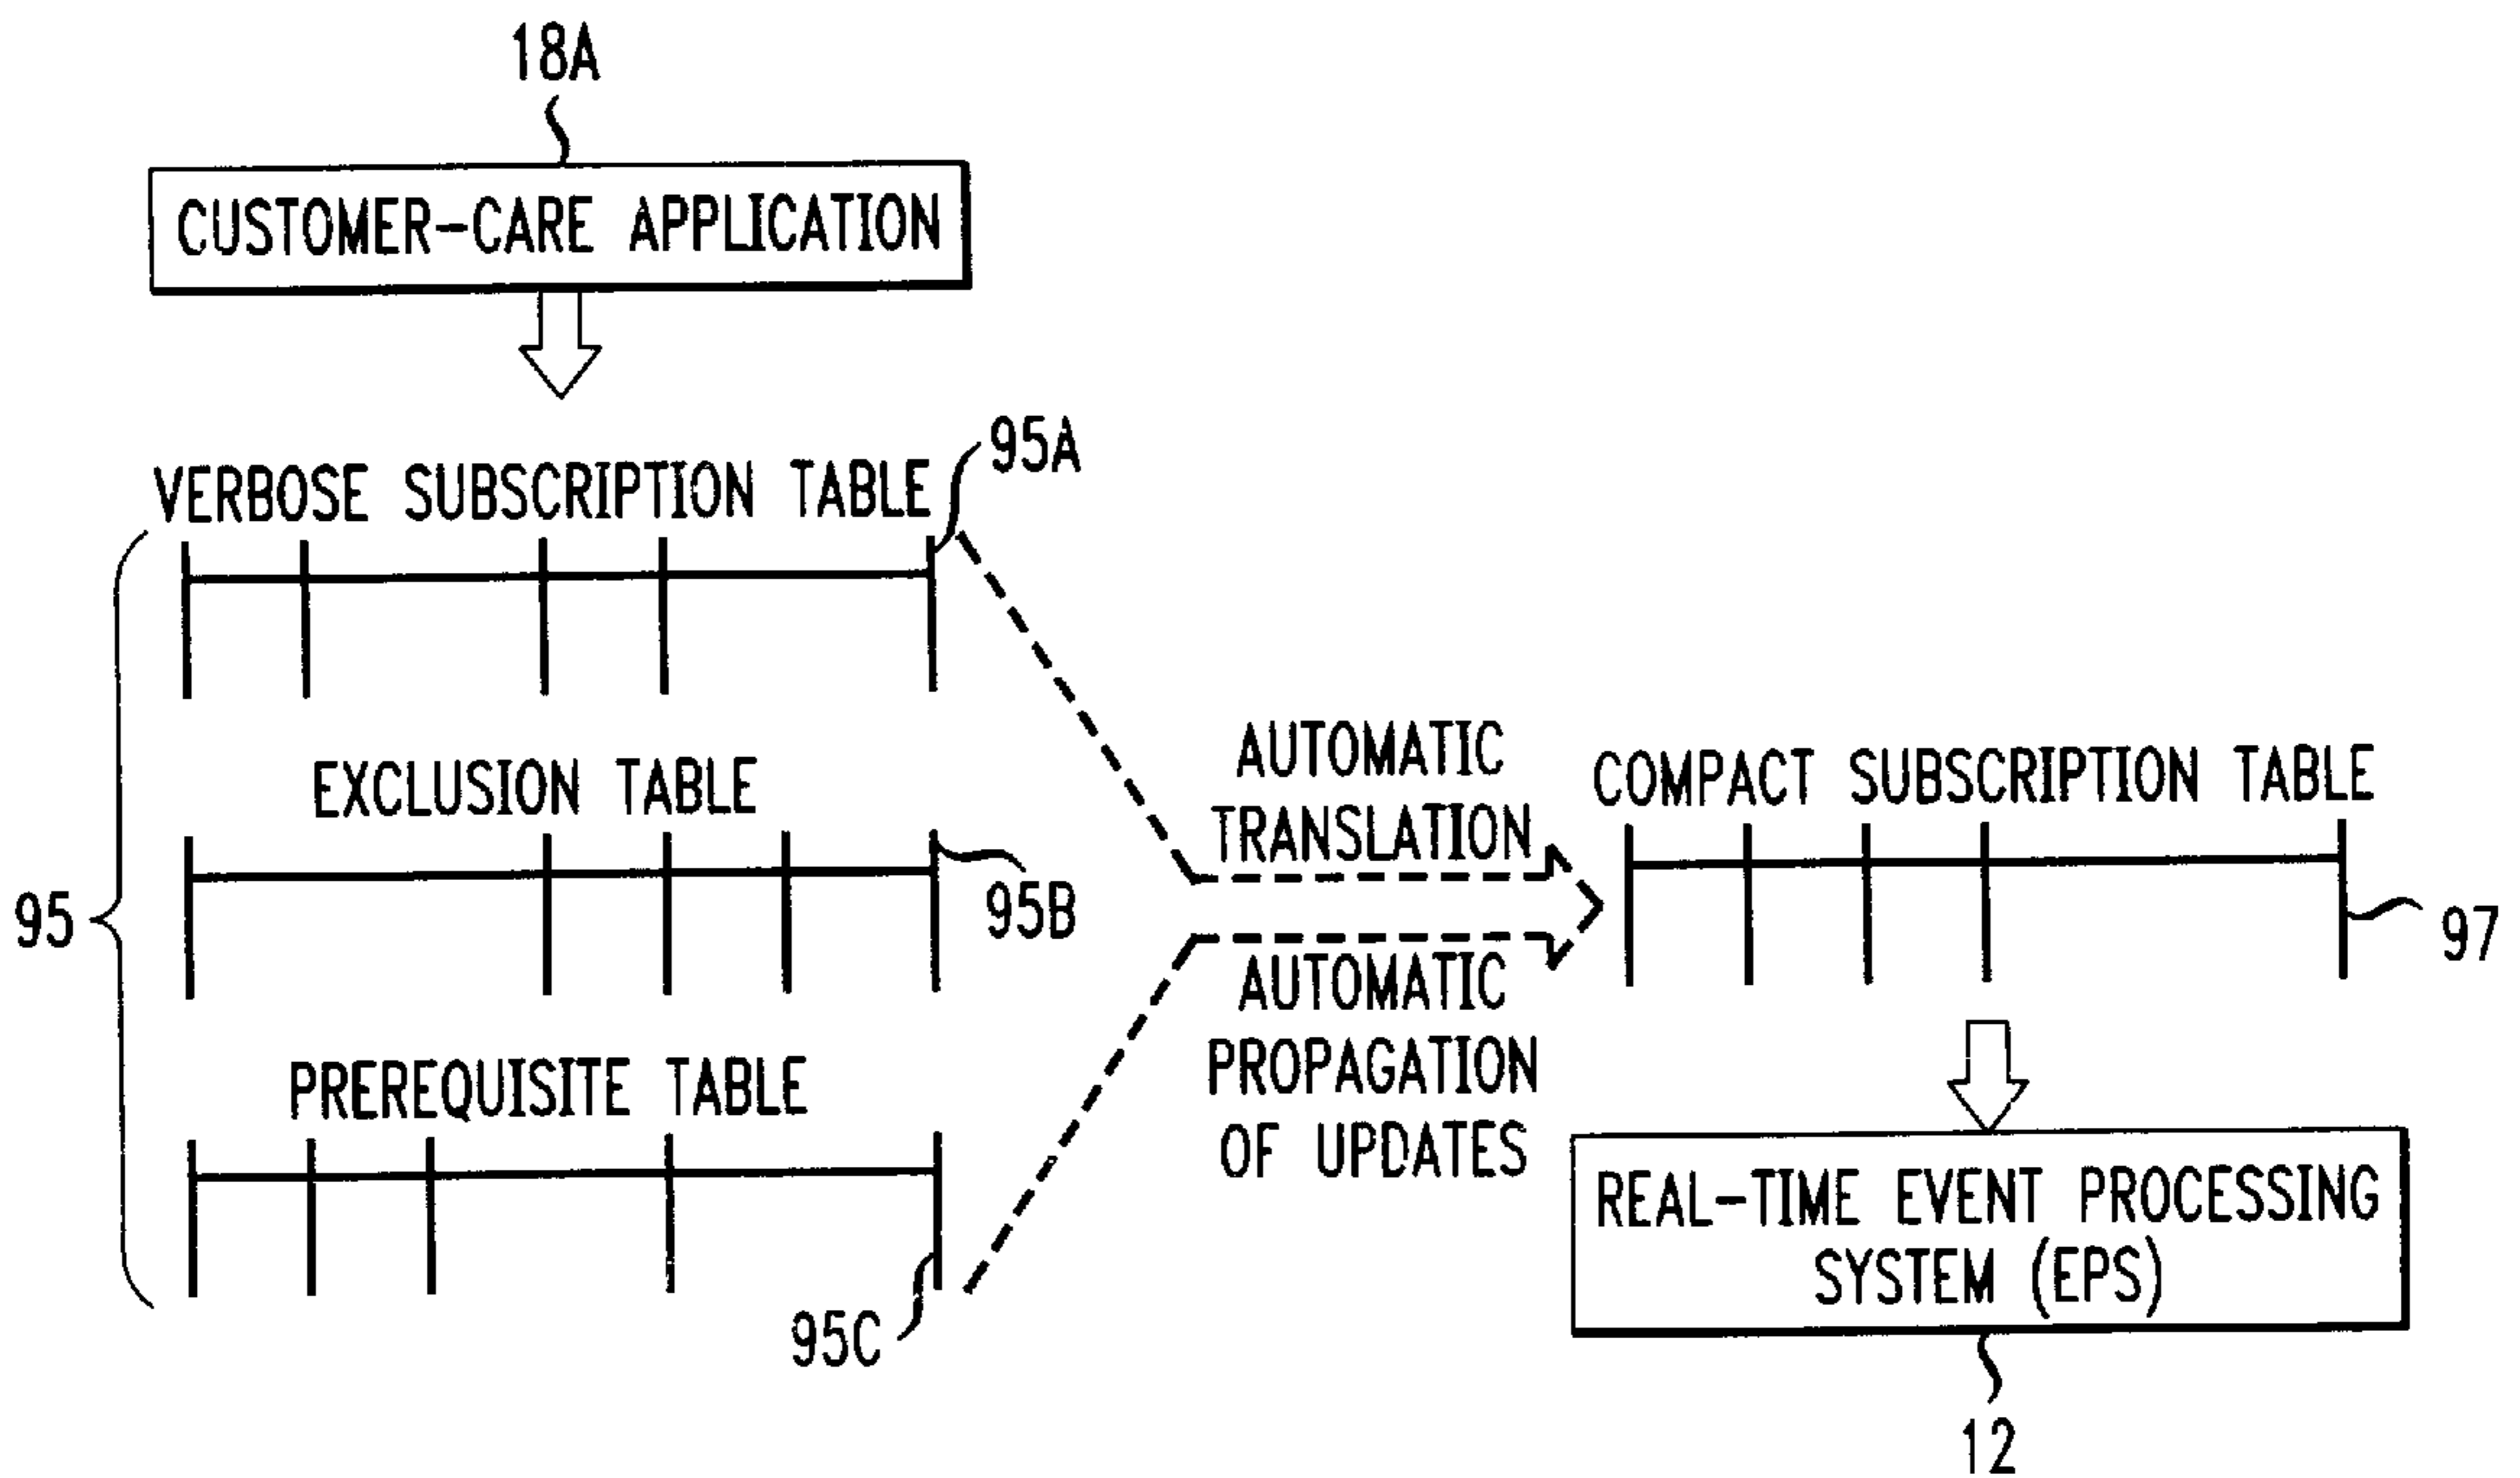 18A
CUSTOMER-CARE APPLICATION
VERBOSE SUBSCRIPTION TABLE
95A
EXCLUSION TABLE
95B
95
PREREQUISITE TABLE
95C
AUTOMATIC
TRANSLATION
AUTOMATIC
PROPAGATION
OF UPDATES
COMPACT SUBSCRIPTION TABLE
97
REAL-TIME EVENT PROCESSING
SYSTEM (EPS)
12